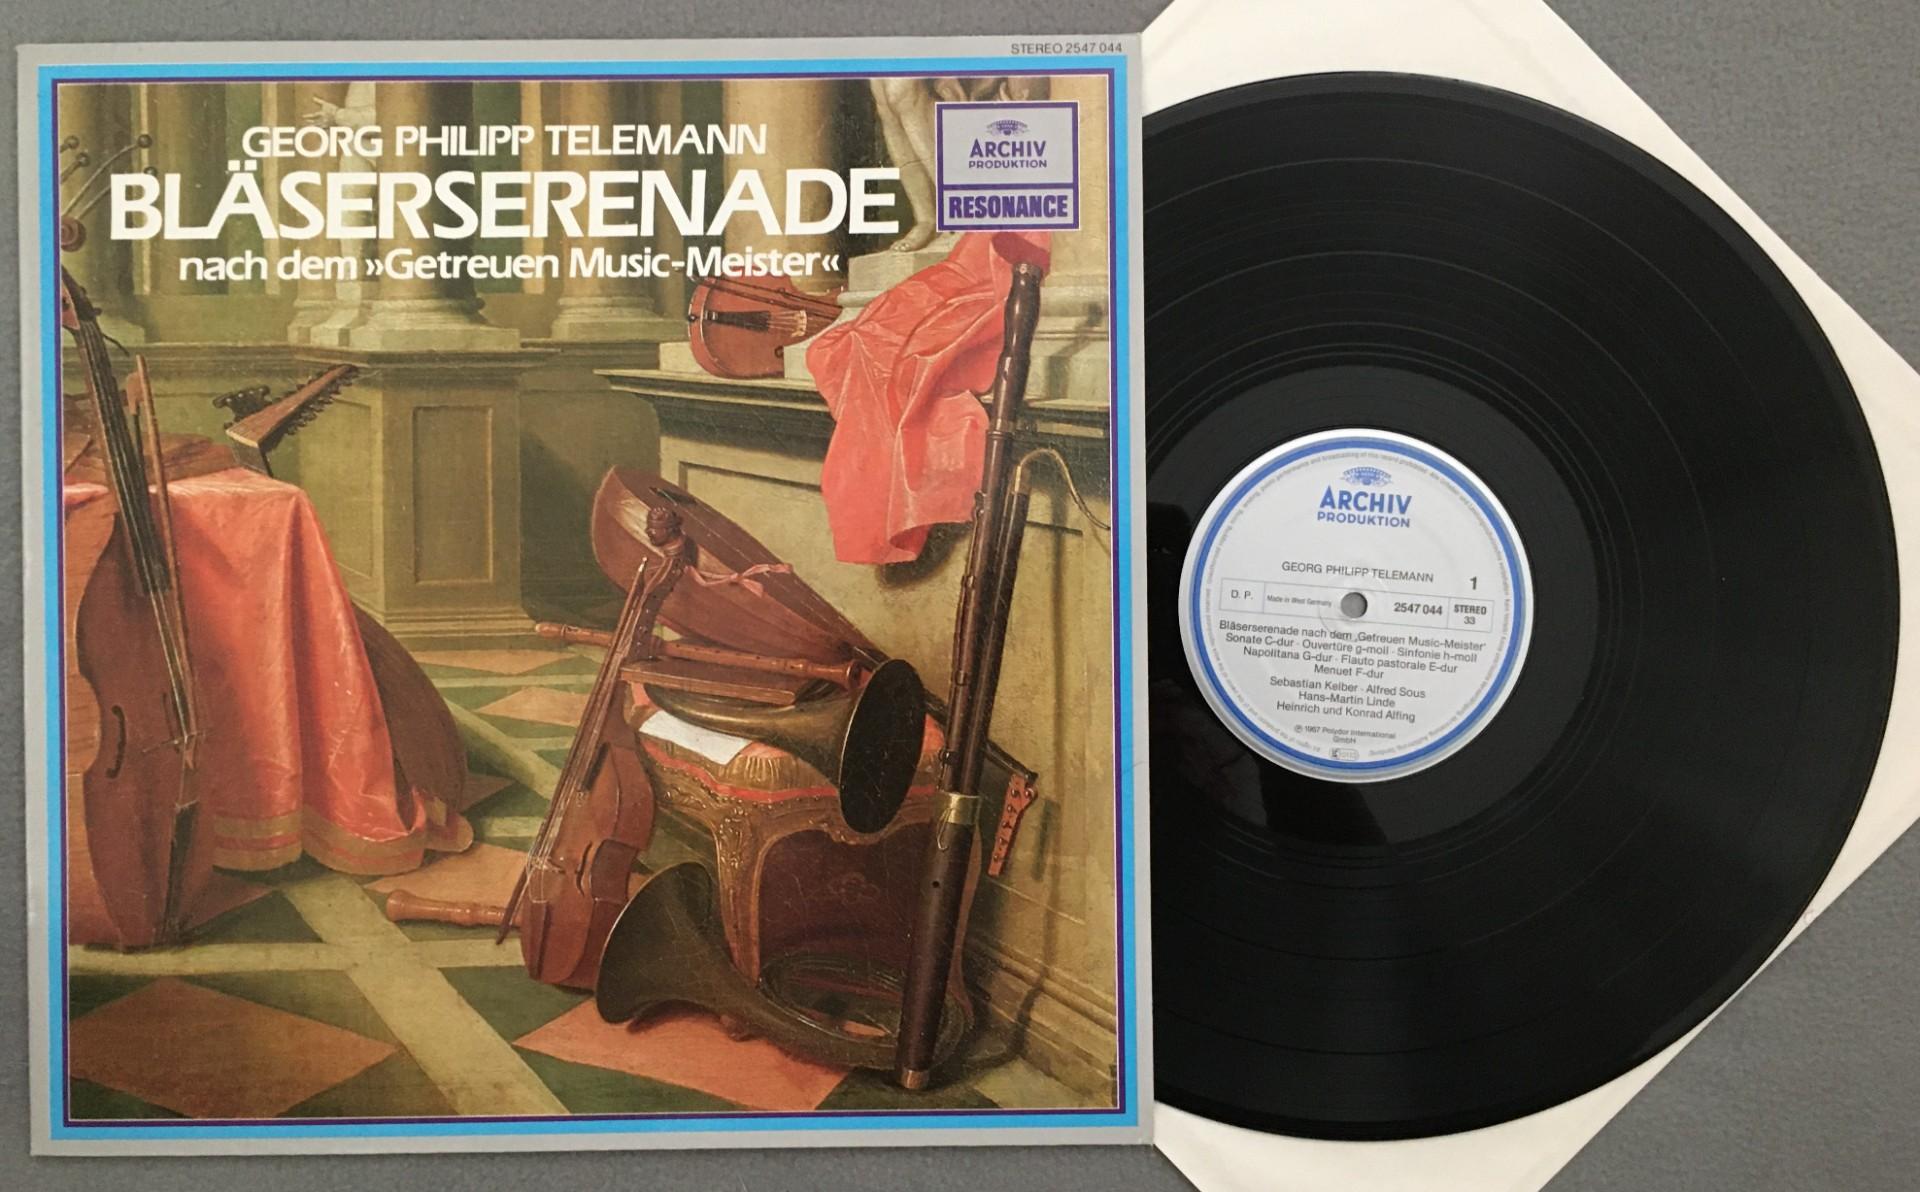 STEREO 2547 044
GEORG PHILIPP TELEMANN
BLÄSERSERENADE
nach dem »Getreuen Music-Meister«
ARCHIV
PRODUKTION
RESONANCE
ARCHIV
PRODUKTION
GEORG PHILIPP TELEMANN
1
D. P.
Made in West Germany
2547 044
STEREO
33
Bläserserenade nach dem ‚Getreuen Music-Meister‘
Sonate C-dur · Ouvertüre g-moll · Sinfonie h-moll
Napolitana G-dur · Flauto pastorale E-dur
Menuet F-dur
Sebastian Kelber · Alfred Sous
Hans-Martin Linde
Heinrich und Konrad Alfing
℗ 1967 Polydor International
GmbH